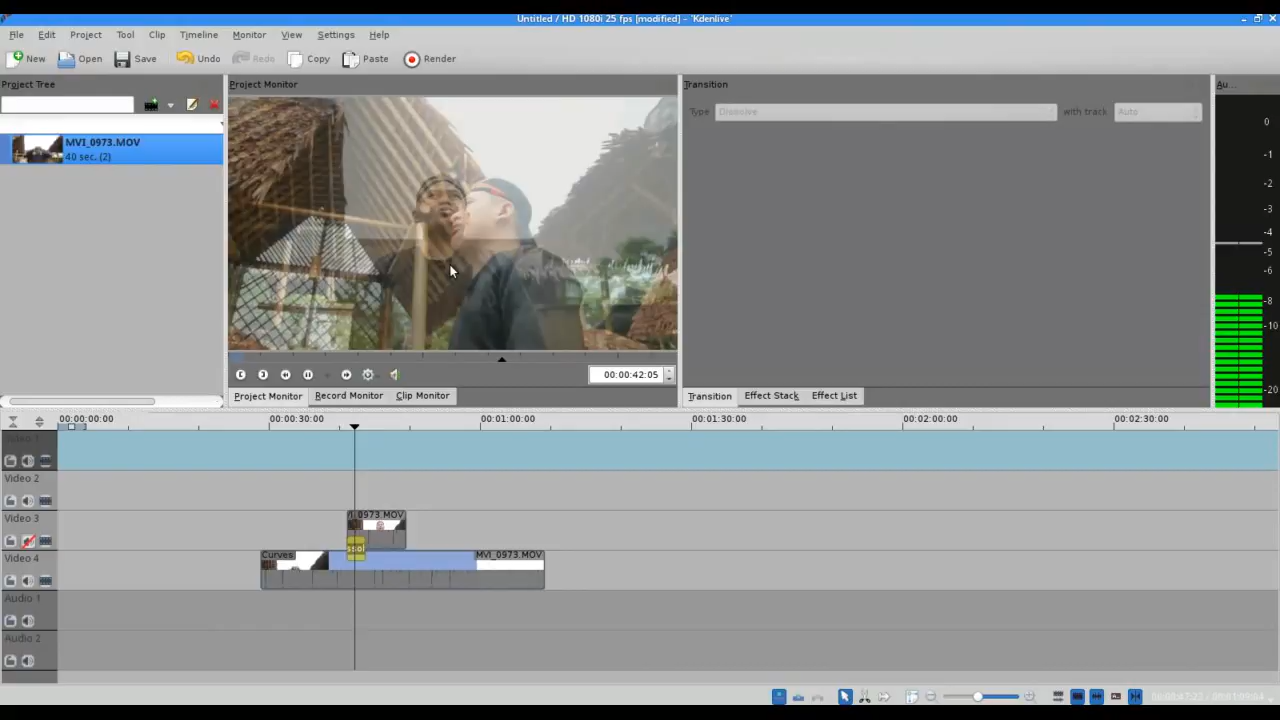 Untitled / HD 1080i 25 fps [modified] – 'Kdenlive'
File Edit Project Tool Clip Timeline Monitor View Settings Help
New Open Save Undo Redo Copy Paste Render
Project Tree
Project Monitor
Transition
Au...
Type Dissolve with track Auto
MVI_0973.MOV
40 sec. (2)
0
-1
-2
-3
-4
-5
-6
-8
-10
-20
00:00:42:05
Project Monitor Record Monitor Clip Monitor
Transition Effect Stack Effect List
00:00:00:00 00:00:30:00 00:01:00:00 00:01:30:00 00:02:00:00 00:02:30:00
Video 1
Video 2
Video 3
I_0973.MOV
Video 4
Curves
MVI_0973.MOV
Audio 1
Audio 2